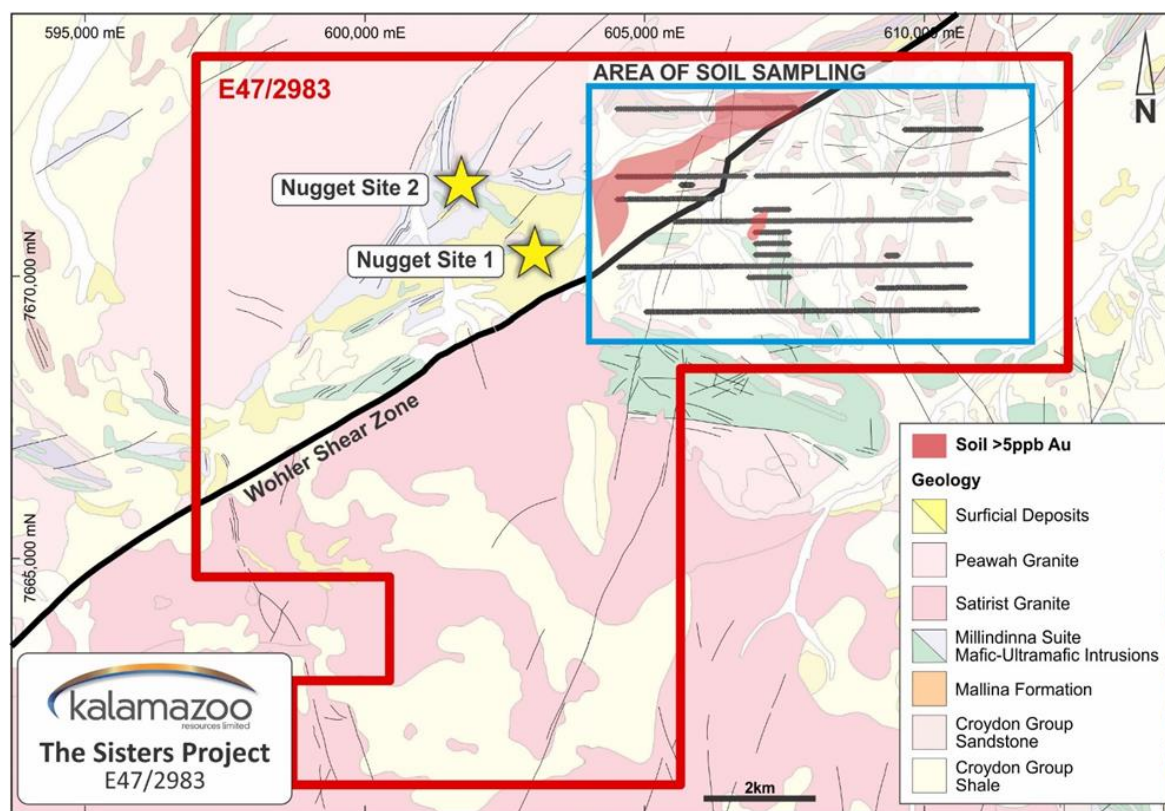 595,000 mE
600,000 mE
605,000 mE
610,000 mE
E47/2983
AREA OF SOIL SAMPLING
N
Nugget Site 2
Nugget Site 1
7670,000 mN
Wohler Shear Zone
7665,000 mN
Soil >5ppb Au
Geology
Surficial Deposits
Peawah Granite
Satirist Granite
Millindinna Suite
Mafic-Ultramafic Intrusions
Mallina Formation
Croydon Group
Sandstone
Croydon Group
Shale
kalamazoo
resources limited
The Sisters Project
E47/2983
2km